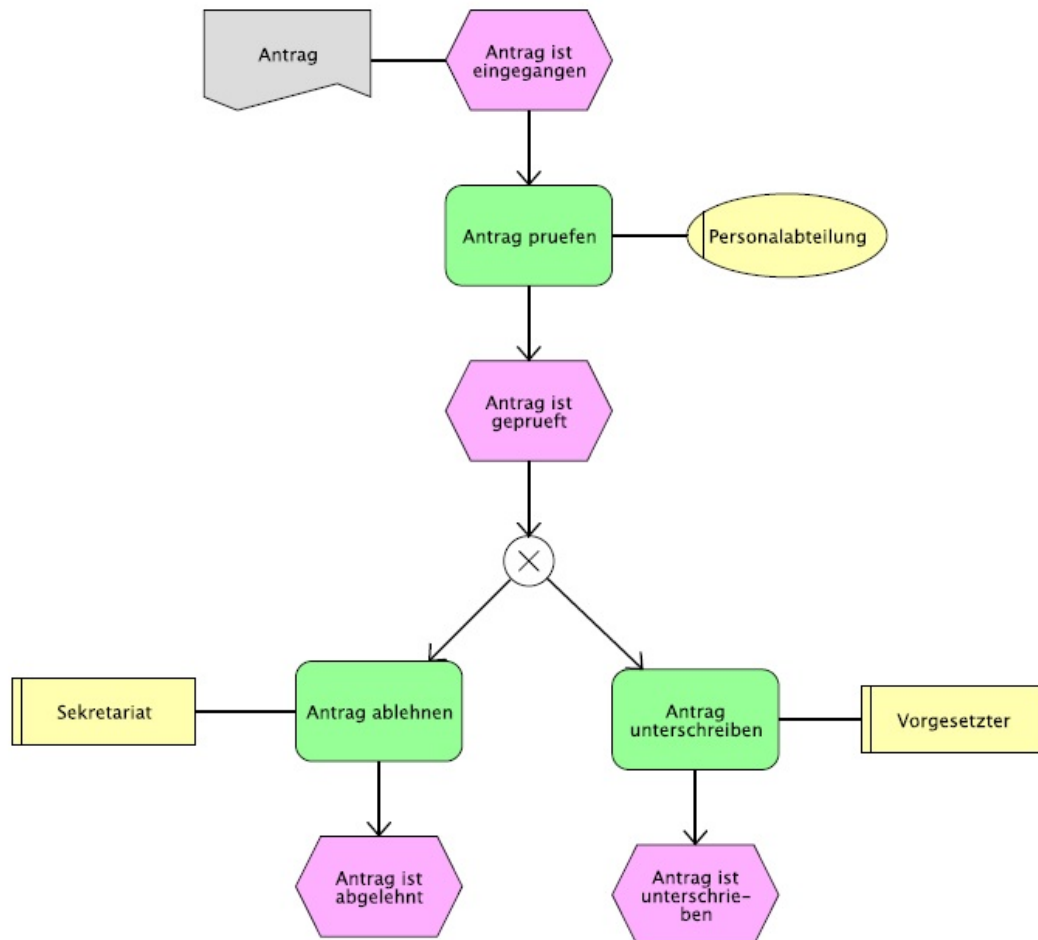 Antrag
Antrag ist
eingegangen
Antrag pruefen
Personalabteilung
Antrag ist
geprueft
Sekretariat
Antrag ablehnen
Antrag
unterschreiben
Vorgesetzter
Antrag ist
abgelehnt
Antrag ist
unterschrie-
ben